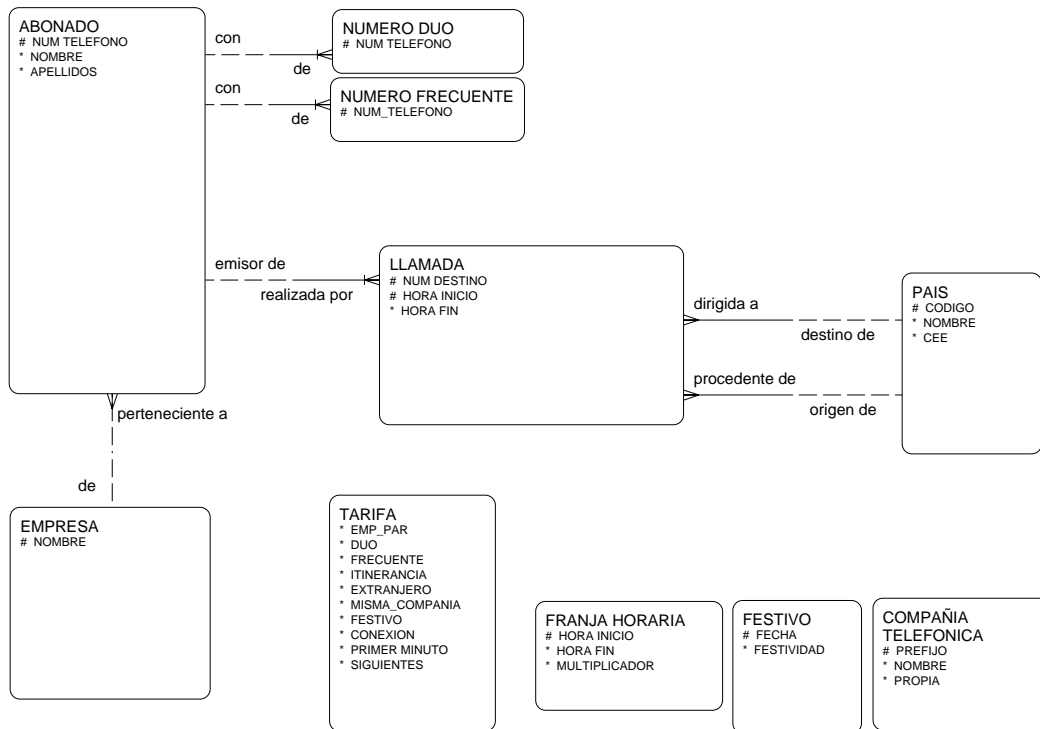 ABONADO
# NUM TELEFONO
* NOMBRE
* APELLIDOS
con
de
NUMERO DUO
# NUM TELEFONO
con
de
NUMERO FRECUENTE
# NUM_TELEFONO
emisor de
realizada por
LLAMADA
# NUM DESTINO
# HORA INICIO
* HORA FIN
dirigida a
destino de
procedente de
origen de
PAIS
# CODIGO
* NOMBRE
* CEE
perteneciente a
de
EMPRESA
# NOMBRE
TARIFA
* EMP_PAR
* DUO
* FRECUENTE
* ITINERANCIA
* EXTRANJERO
* MISMA_COMPANIA
* FESTIVO
* CONEXION
* PRIMER MINUTO
* SIGUIENTES
FRANJA HORARIA
# HORA INICIO
* HORA FIN
* MULTIPLICADOR
FESTIVO
# FECHA
* FESTIVIDAD
COMPAÑIA
TELEFONICA
# PREFIJO
* NOMBRE
* PROPIA